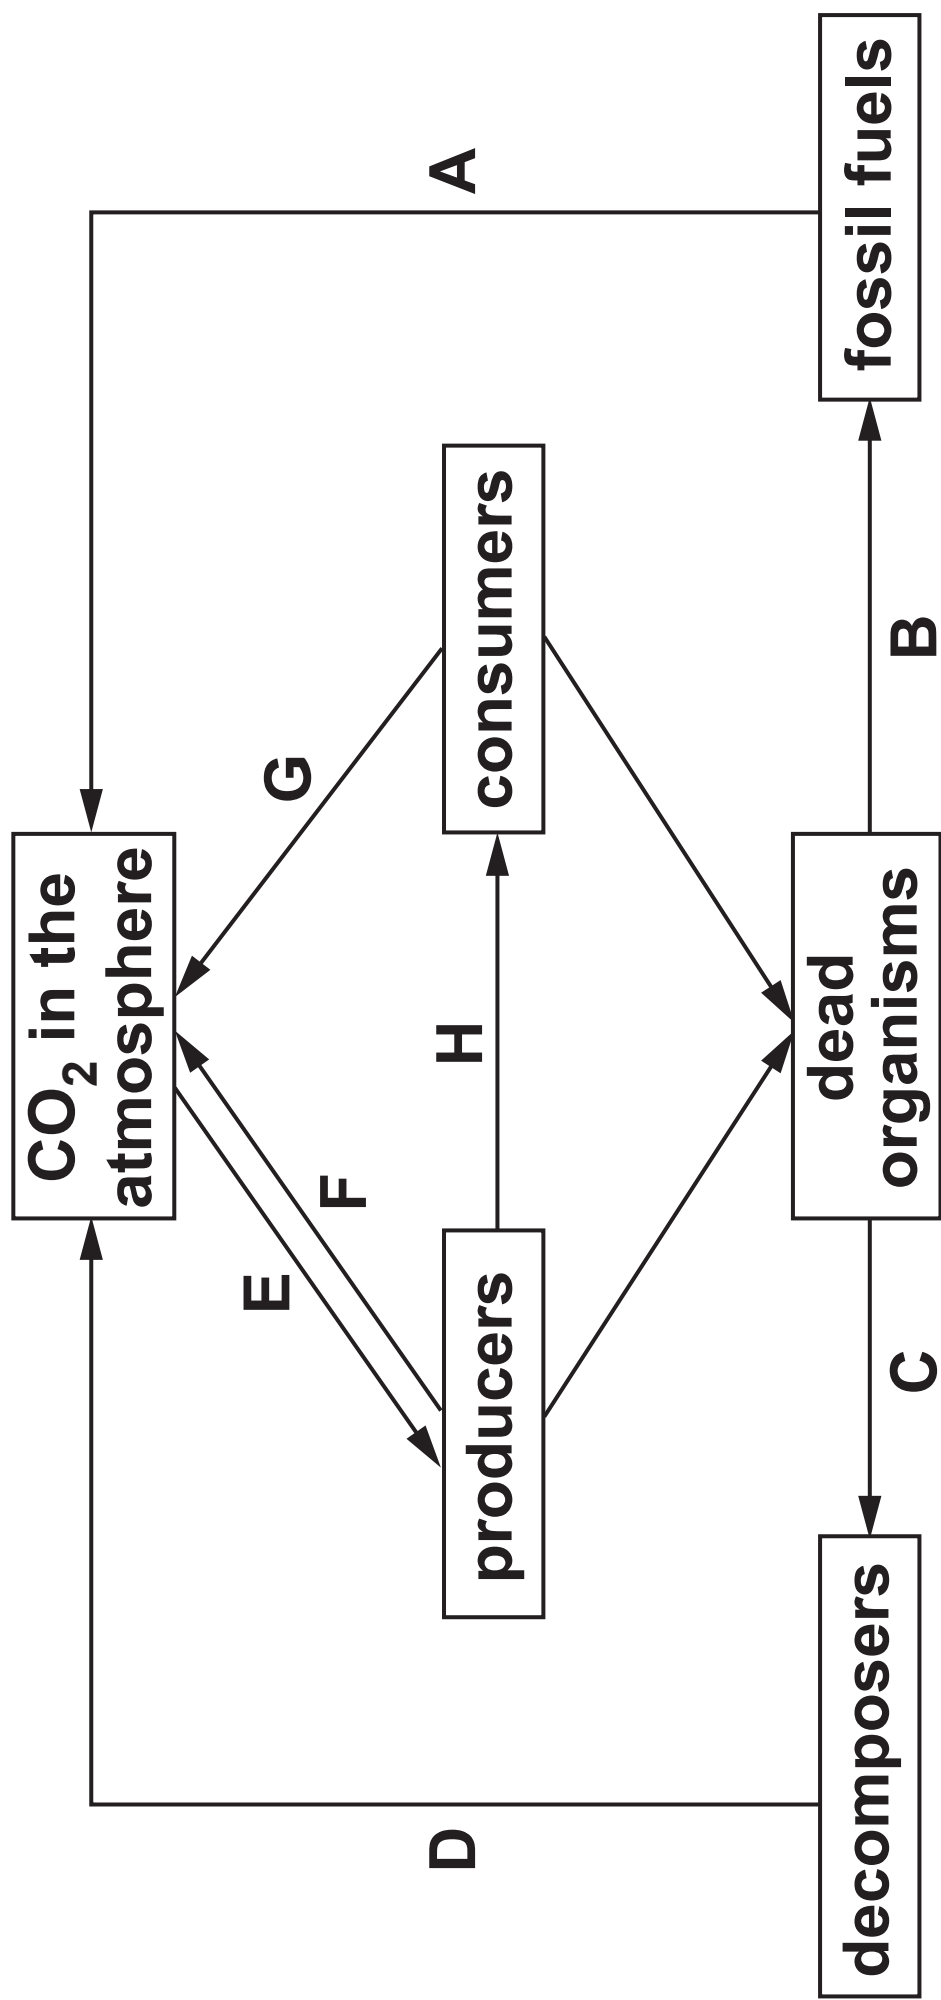 CO2 in the
atmosphere
E
F
G
D
A
producers
H
consumers
decomposers
C
dead
organisms
B
fossil fuels